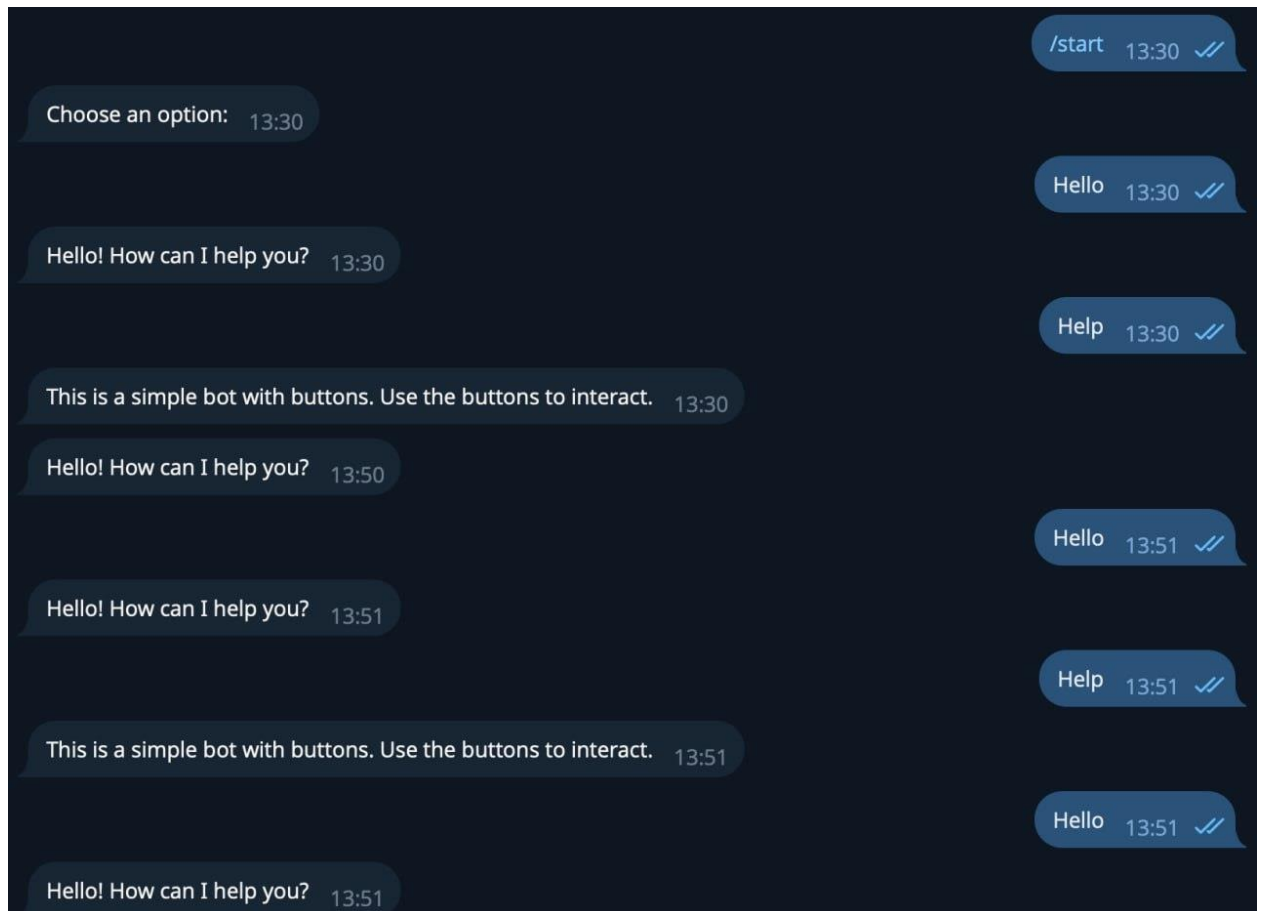 /start 13:30
Choose an option: 13:30
Hello 13:30
Hello! How can I help you? 13:30
Help 13:30
This is a simple bot with buttons. Use the buttons to interact. 13:30
Hello! How can I help you? 13:50
Hello 13:51
Hello! How can I help you? 13:51
Help 13:51
This is a simple bot with buttons. Use the buttons to interact. 13:51
Hello 13:51
Hello! How can I help you? 13:51